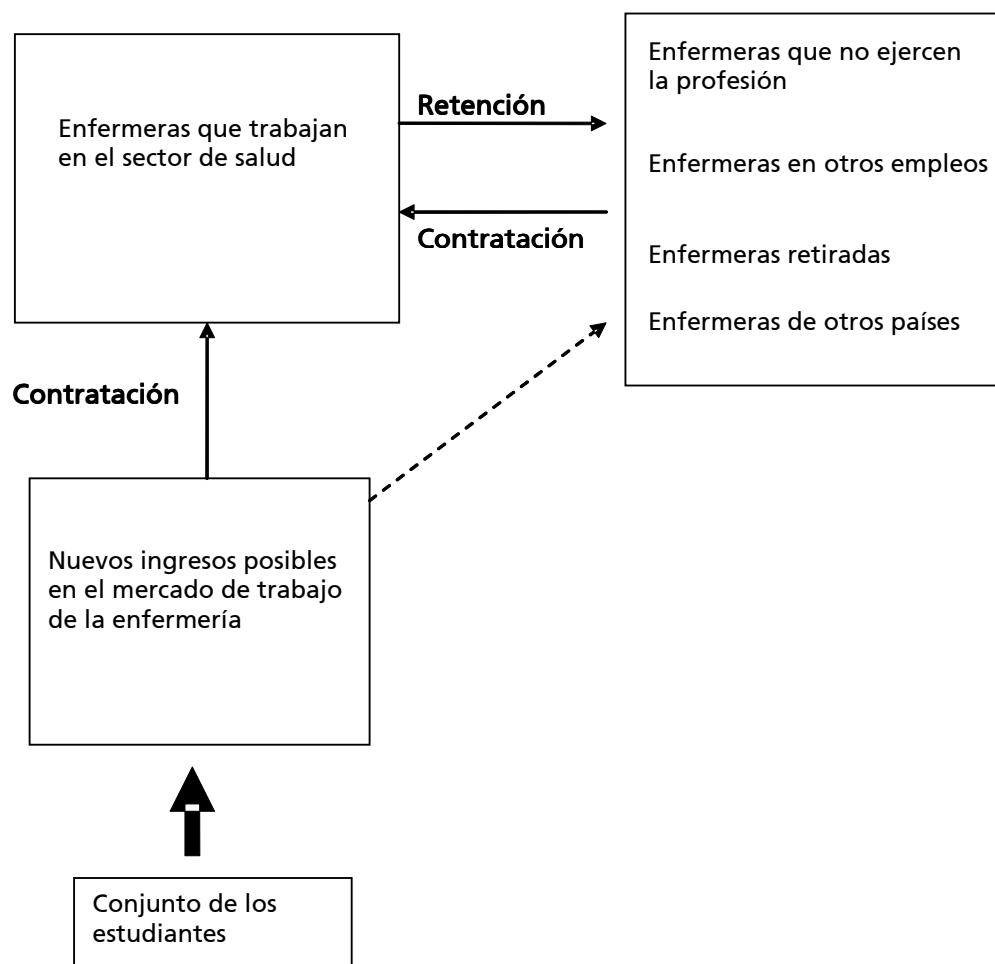 Enfermeras que trabajan
en el sector de salud
Retención
Contratación
Enfermeras que no ejercen
la profesión
Enfermeras en otros empleos
Enfermeras retiradas
Enfermeras de otros países
Contratación
Nuevos ingresos posibles
en el mercado de trabajo
de la enfermería
Conjunto de los
estudiantes